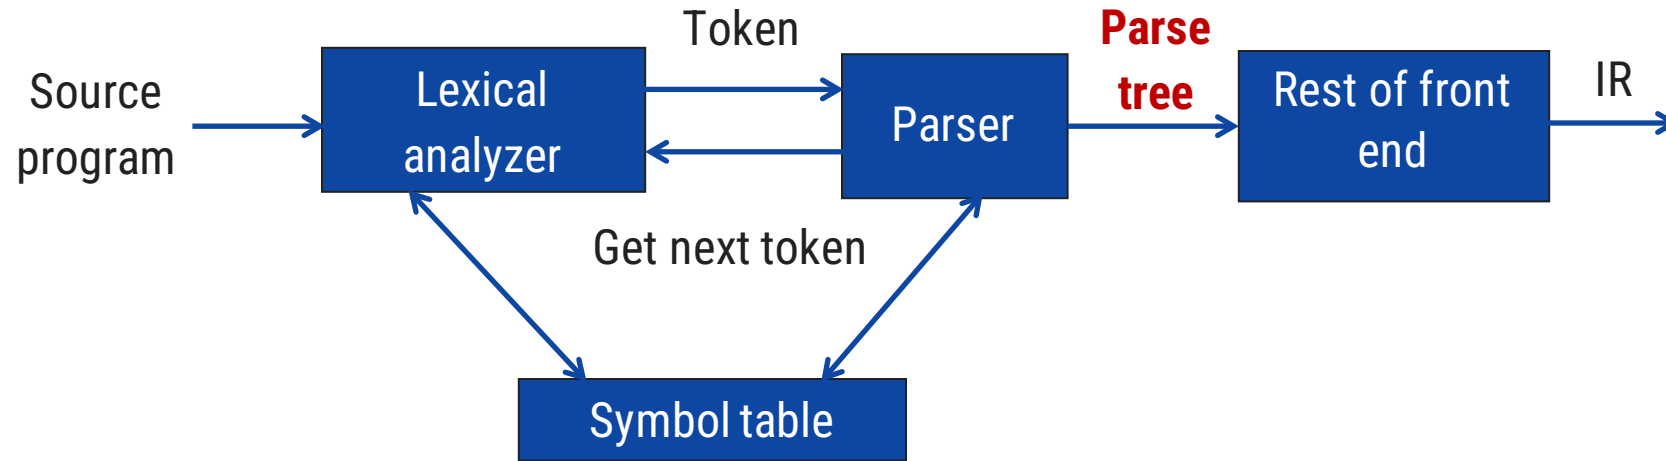 Source
program
Lexical
analyzer
Token
Parser
Parse
tree
Rest of front
end
IR
Get next token
Symbol table